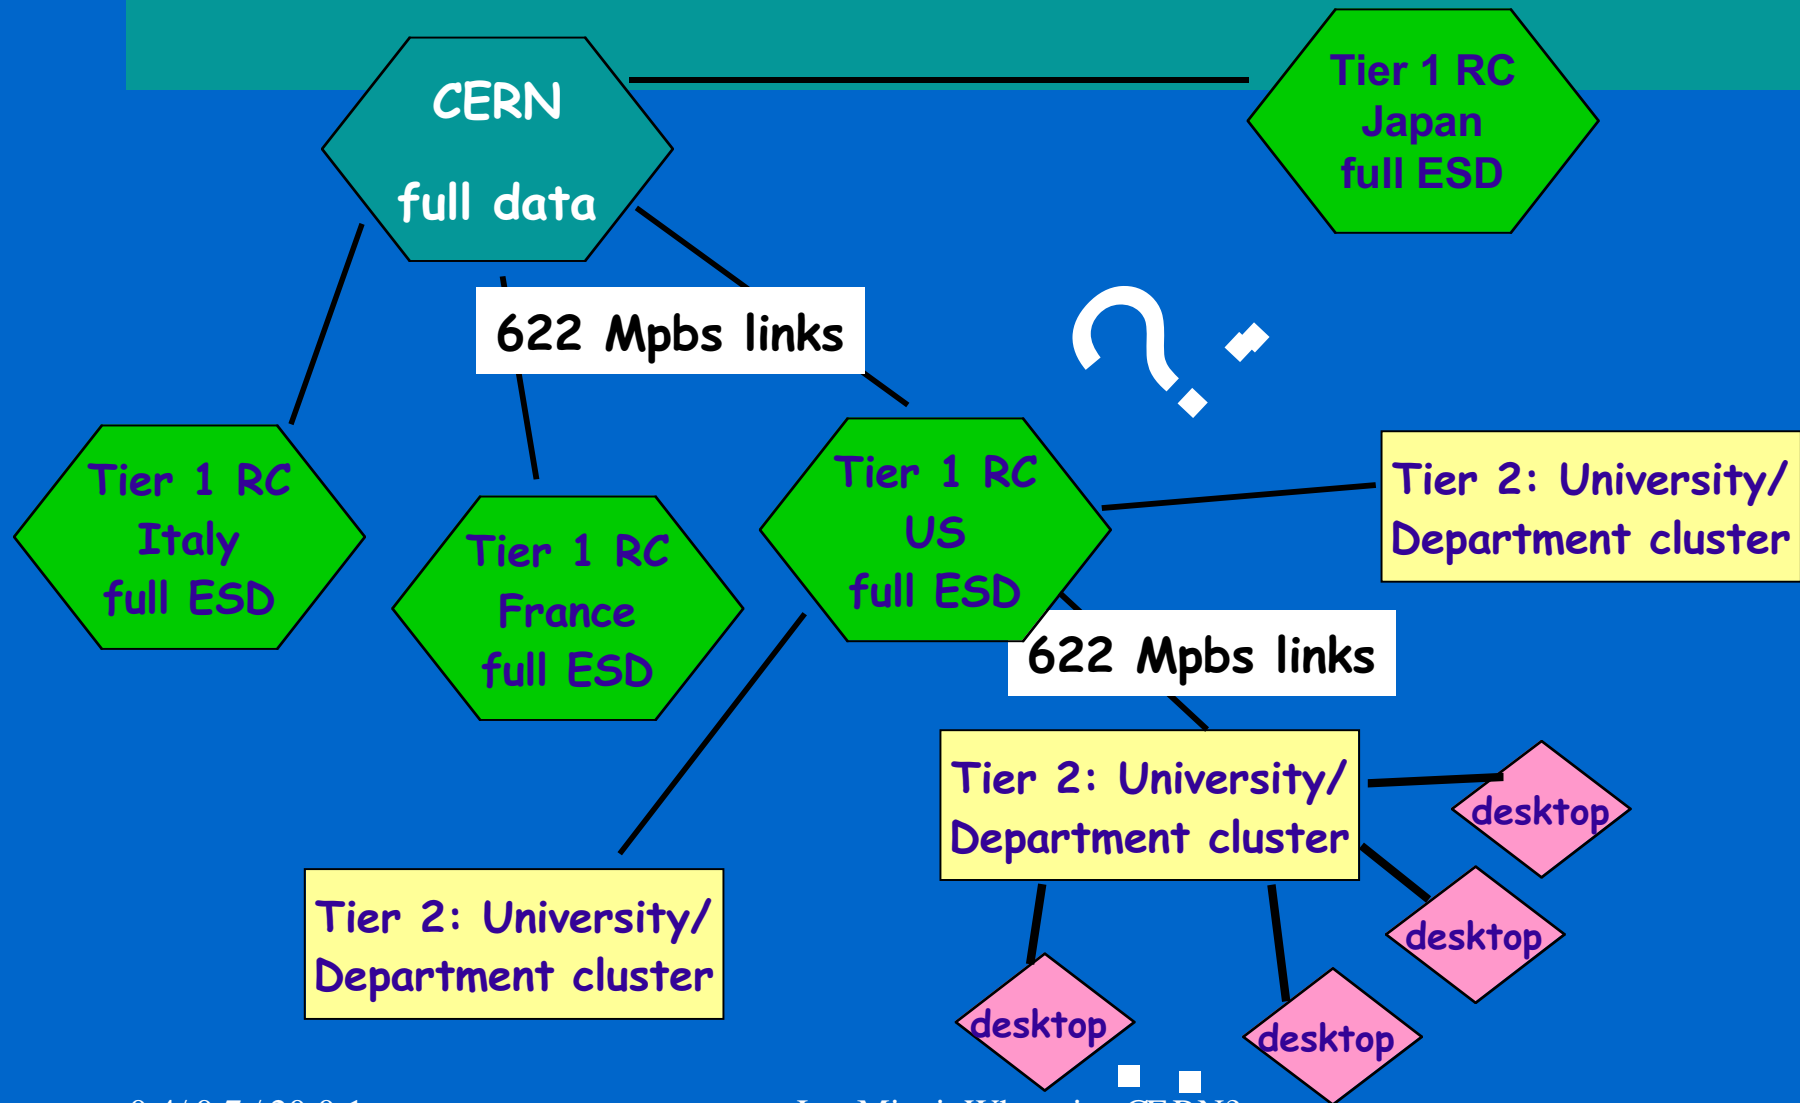 CERN
full data
Tier 1 RC
Japan
full ESD
622 Mpbs links
?
Tier 1 RC
Italy
full ESD
Tier 1 RC
France
full ESD
Tier 1 RC
US
full ESD
Tier 2: University/
Department cluster
622 Mpbs links
Tier 2: University/
Department cluster
desktop
desktop
desktop
desktop
Tier 2: University/
Department cluster